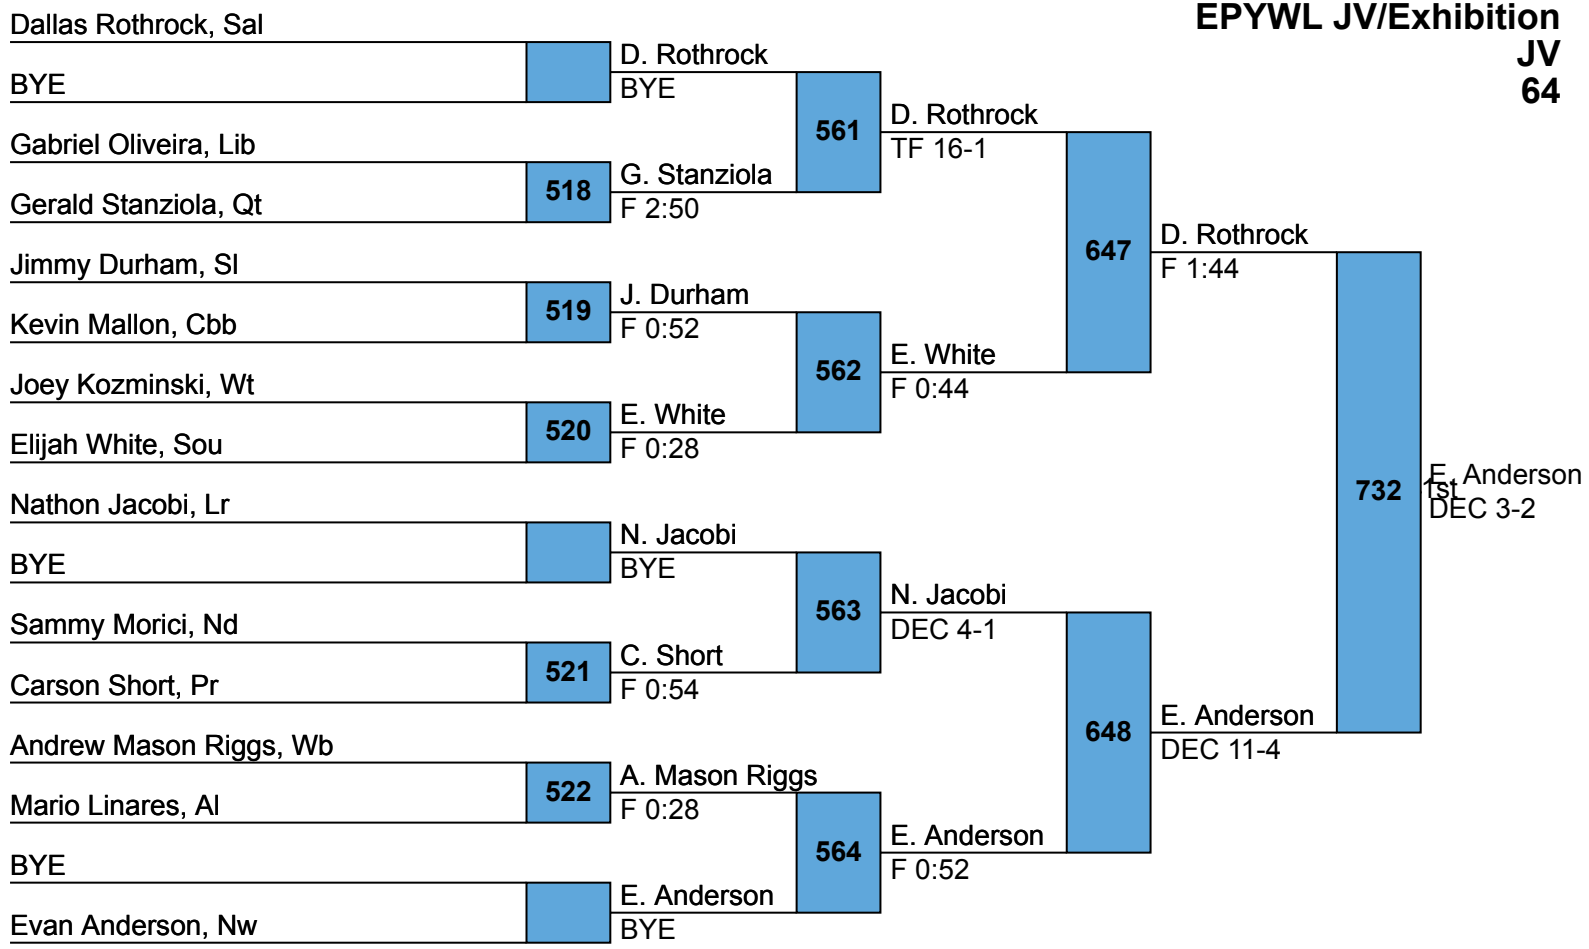 EPYWL JV/Exhibition
JV
64
Dallas Rothrock, Sal
BYE
Gabriel Oliveira, Lib
518
Gerald Stanziola, Qt
Jimmy Durham, Sl
519
Kevin Mallon, Cbb
Joey Kozminski, Wt
520
Elijah White, Sou
Nathon Jacobi, Lr
BYE
Sammy Morici, Nd
521
Carson Short, Pr
Andrew Mason Riggs, Wb
522
Mario Linares, Al
BYE
Evan Anderson, Nw
D. Rothrock
BYE
561
G. Stanziola
F 2:50
J. Durham
F 0:52
562
E. White
F 0:28
N. Jacobi
BYE
563
C. Short
F 0:54
A. Mason Riggs
F 0:28
564
E. Anderson
BYE
D. Rothrock
TF 16-1
647
E. White
F 0:44
N. Jacobi
DEC 4-1
648
E. Anderson
F 0:52
D. Rothrock
F 1:44
732
E. Anderson
DEC 11-4
E. Anderson
1st
DEC 3-2